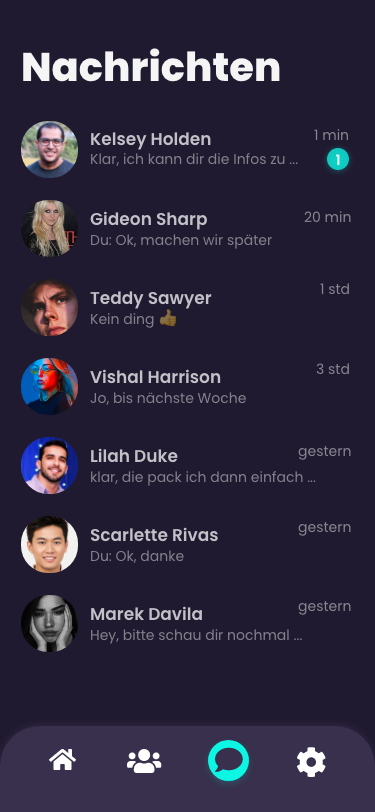 Nachrichten
Kelsey Holden
1 min
Klar, ich kann dir die Infos zu ...
1
Gideon Sharp
20 min
Du: Ok, machen wir später
Teddy Sawyer
1 std
Kein ding 👍🏾
Vishal Harrison
3 std
Jo, bis nächste Woche
Lilah Duke
gestern
klar, die pack ich dann einfach ...
Scarlette Rivas
gestern
Du: Ok, danke
Marek Davila
gestern
Hey, bitte schau dir nochmal ...